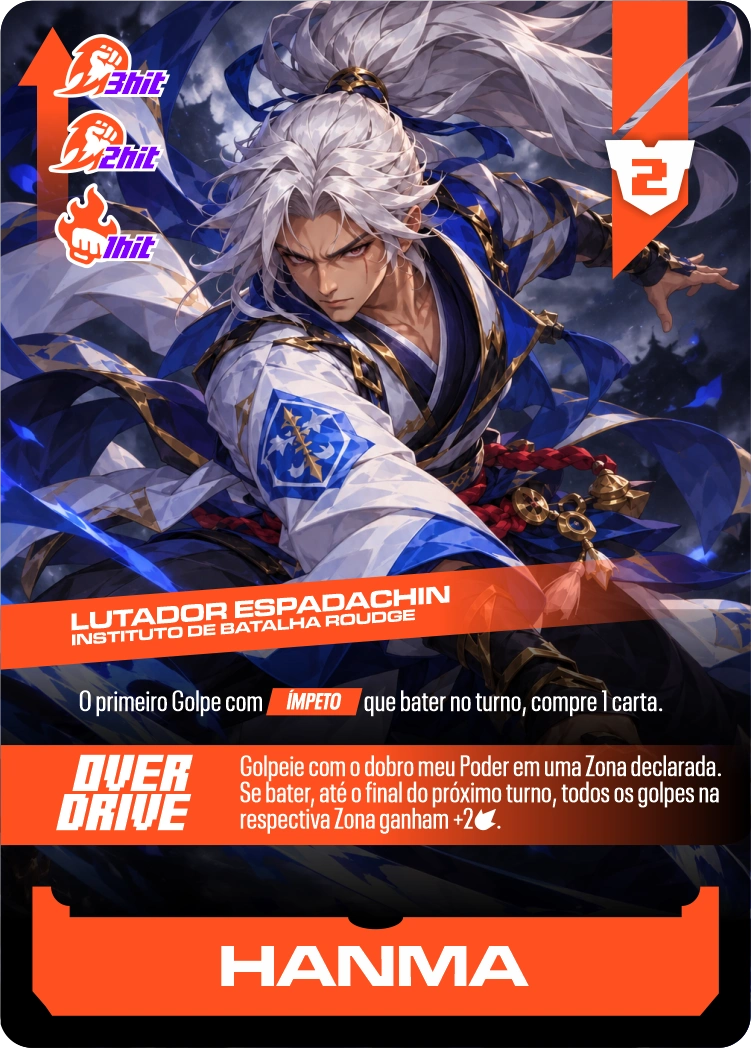 3hit
2hit
1hit
2
LUTADOR ESPADACHIN
INSTITUTO DE BATALHA ROUDGE
O primeiro Golpe com ÍMPETO que bater no turno, compre 1 carta.
OVER
DRIVE
Golpeie com o dobro meu Poder em uma Zona declarada.
Se bater, até o final do próximo turno, todos os golpes na
respectiva Zona ganham +2.
HANMA